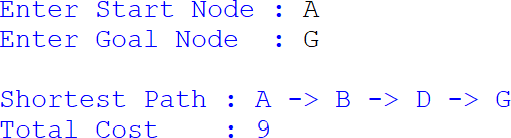 Enter Start Node : A
Enter Goal Node  : G

Shortest Path : A -> B -> D -> G
Total Cost    : 9